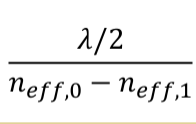 λ/2
n_{eff,0} − n_{eff,1}